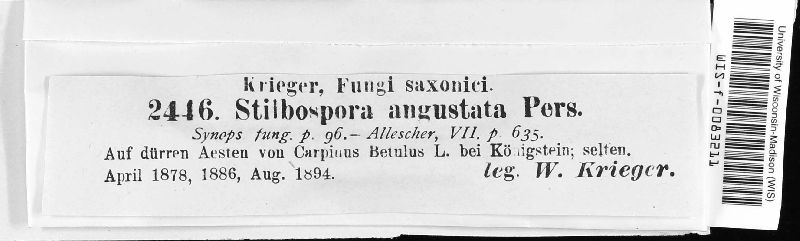 Krieger, Fungi saxonici.
2446. Stilbospora angustata Pers.
Synops fung. p. 96. – Allescher, VII. p. 635.
Auf dürren Aesten von Carpinus Betulus L. bei Königstein; selten.
April 1878, 1886, Aug. 1894.
leg. W. Krieger.
University of Wisconsin-Madison (WIS)
WIS-f-0083211